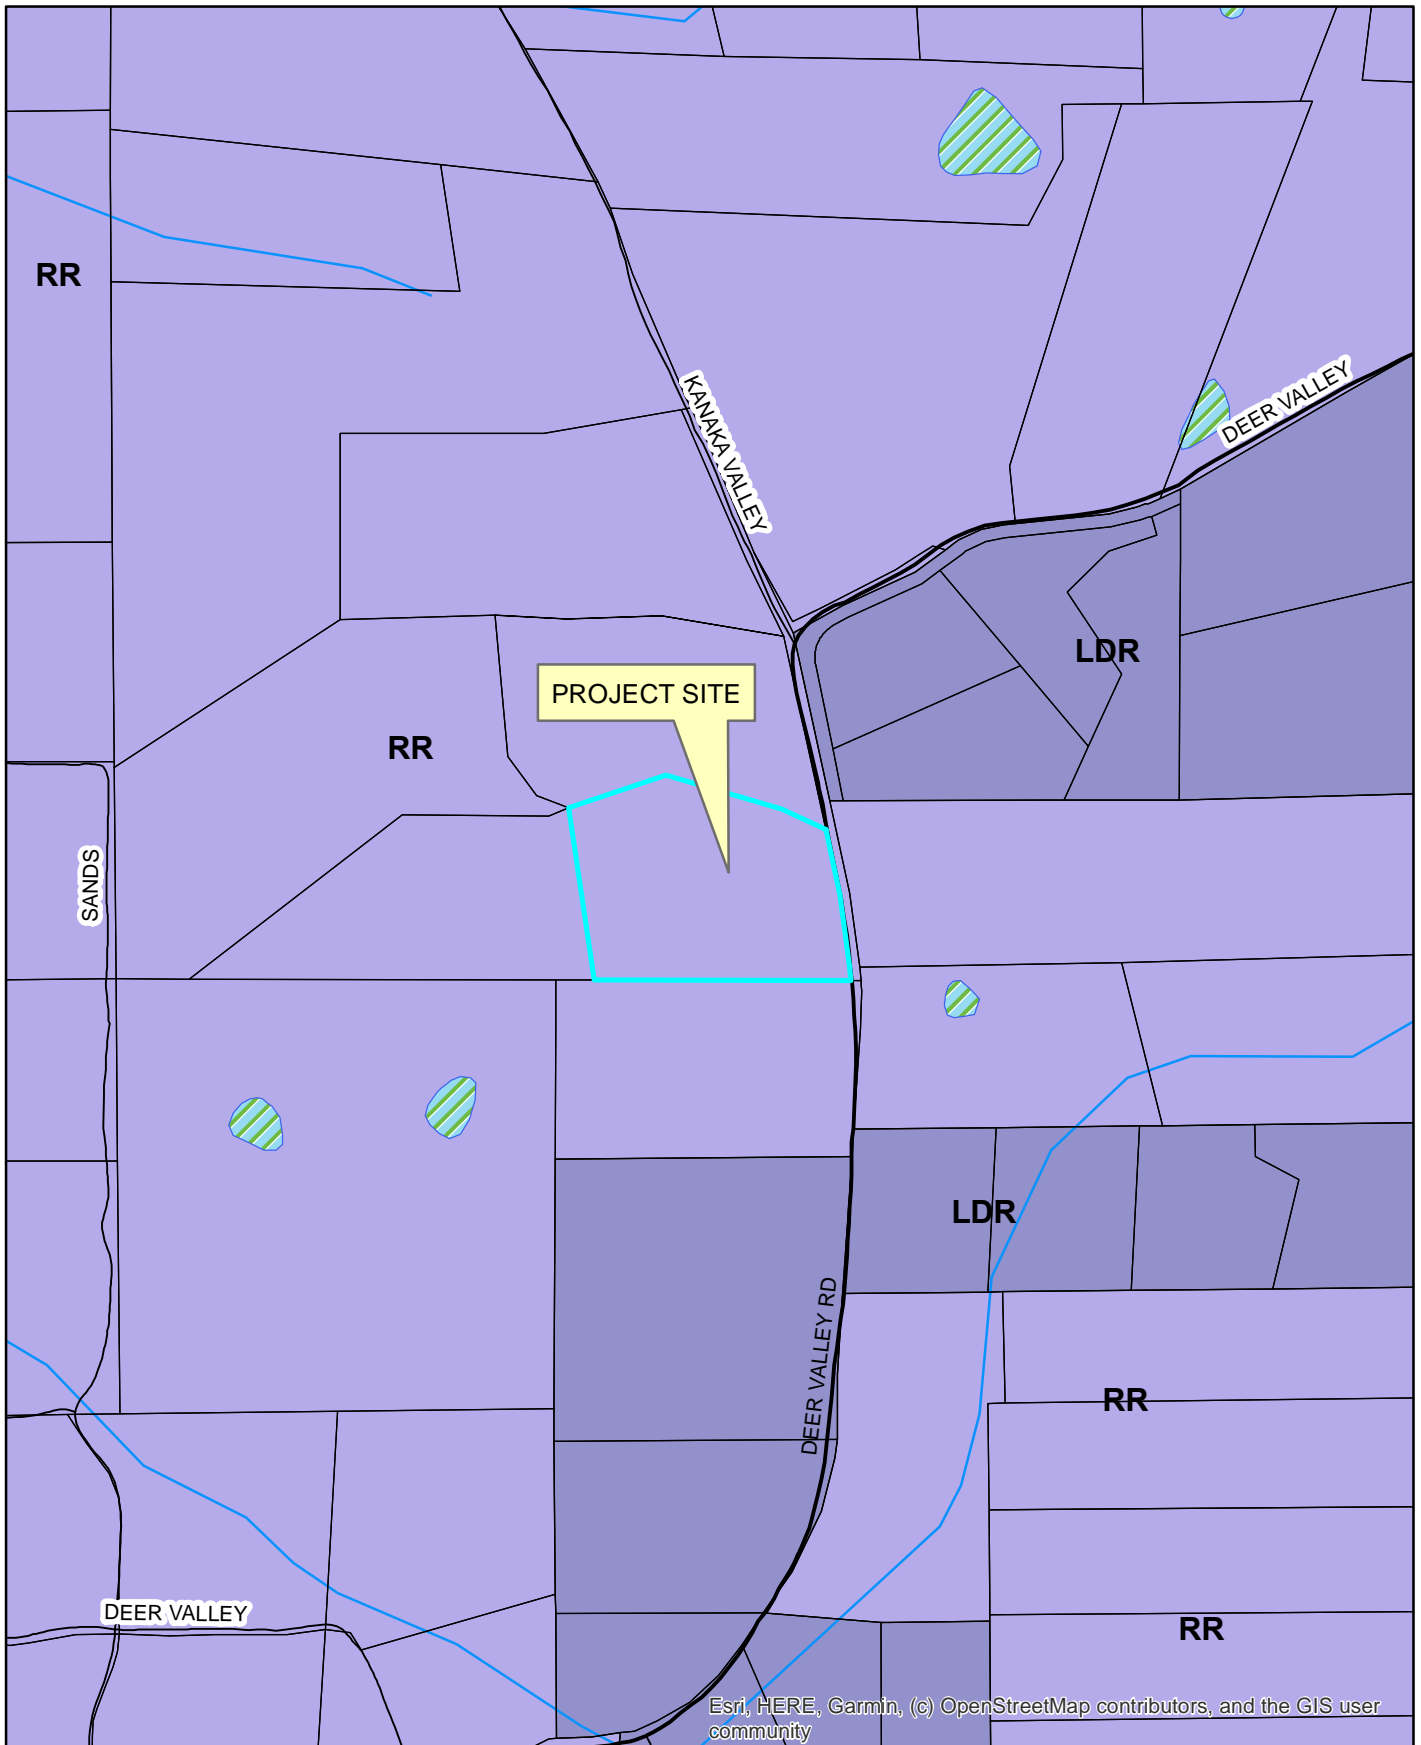 RR
DEER VALLEY
KANAKA VALLEY
LDR
PROJECT SITE
RR
SANDS
LDR
DEER VALLEY RD
RR
DEER VALLEY
RR
Esri, HERE, Garmin, (c) OpenStreetMap contributors, and the GIS user
community